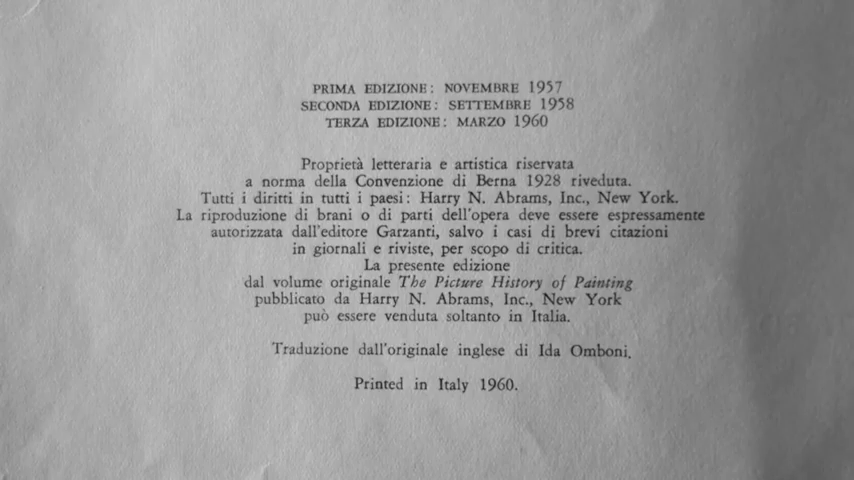 PRIMA EDIZIONE: NOVEMBRE 1957
SECONDA EDIZIONE: SETTEMBRE 1958
TERZA EDIZIONE: MARZO 1960
Proprietà letteraria e artistica riservata
a norma della Convenzione di Berna 1928 riveduta.
Tutti i diritti in tutti i paesi: Harry N. Abrams, Inc., New York.
La riproduzione di brani o di parti dell'opera deve essere espressamente
autorizzata dall'editore Garzanti, salvo i casi di brevi citazioni
in giornali e riviste, per scopo di critica.
La presente edizione
dal volume originale The Picture History of Painting
pubblicato da Harry N. Abrams, Inc., New York
può essere venduta soltanto in Italia.
Traduzione dall'originale inglese di Ida Omboni.
Printed in Italy 1960.